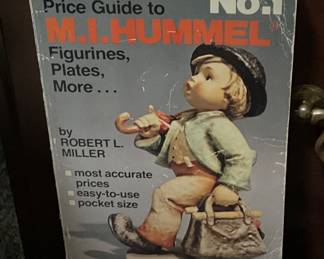 Price Guide to
No.1
M.I. HUMMEL®
Figurines,
Plates,
More...
by
ROBERT L.
MILLER
most accurate
prices
easy-to-use
pocket size